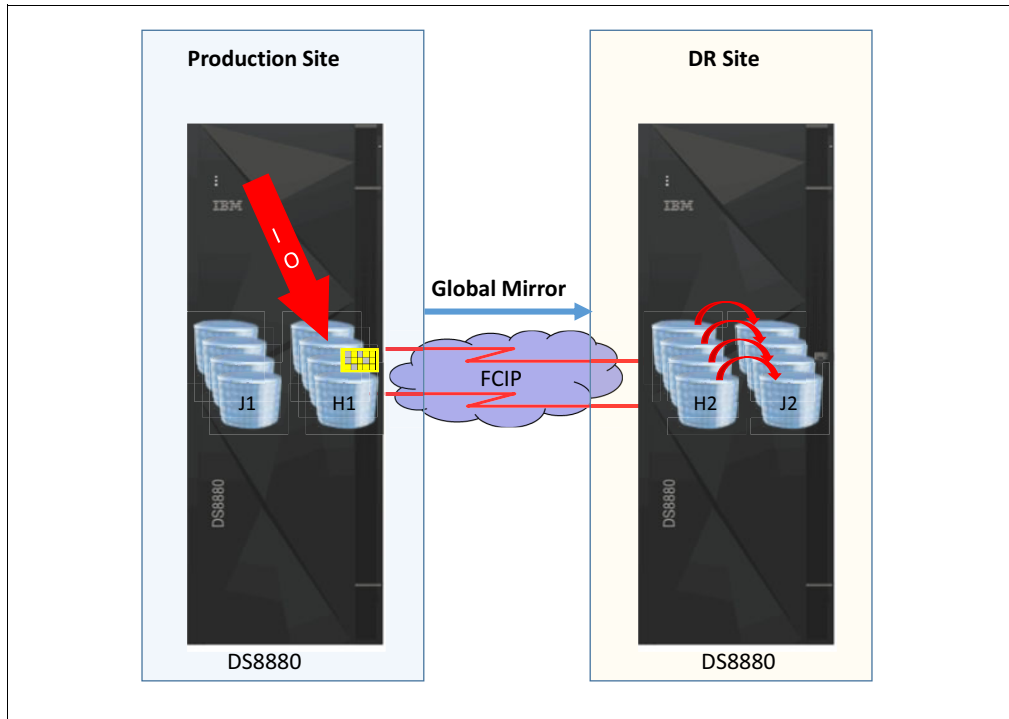 Production Site
DR Site
IBM
IBM
I
O
Global Mirror
FCIP
J1
H1
H2
J2
DS8880
DS8880
DS8880
DS8880